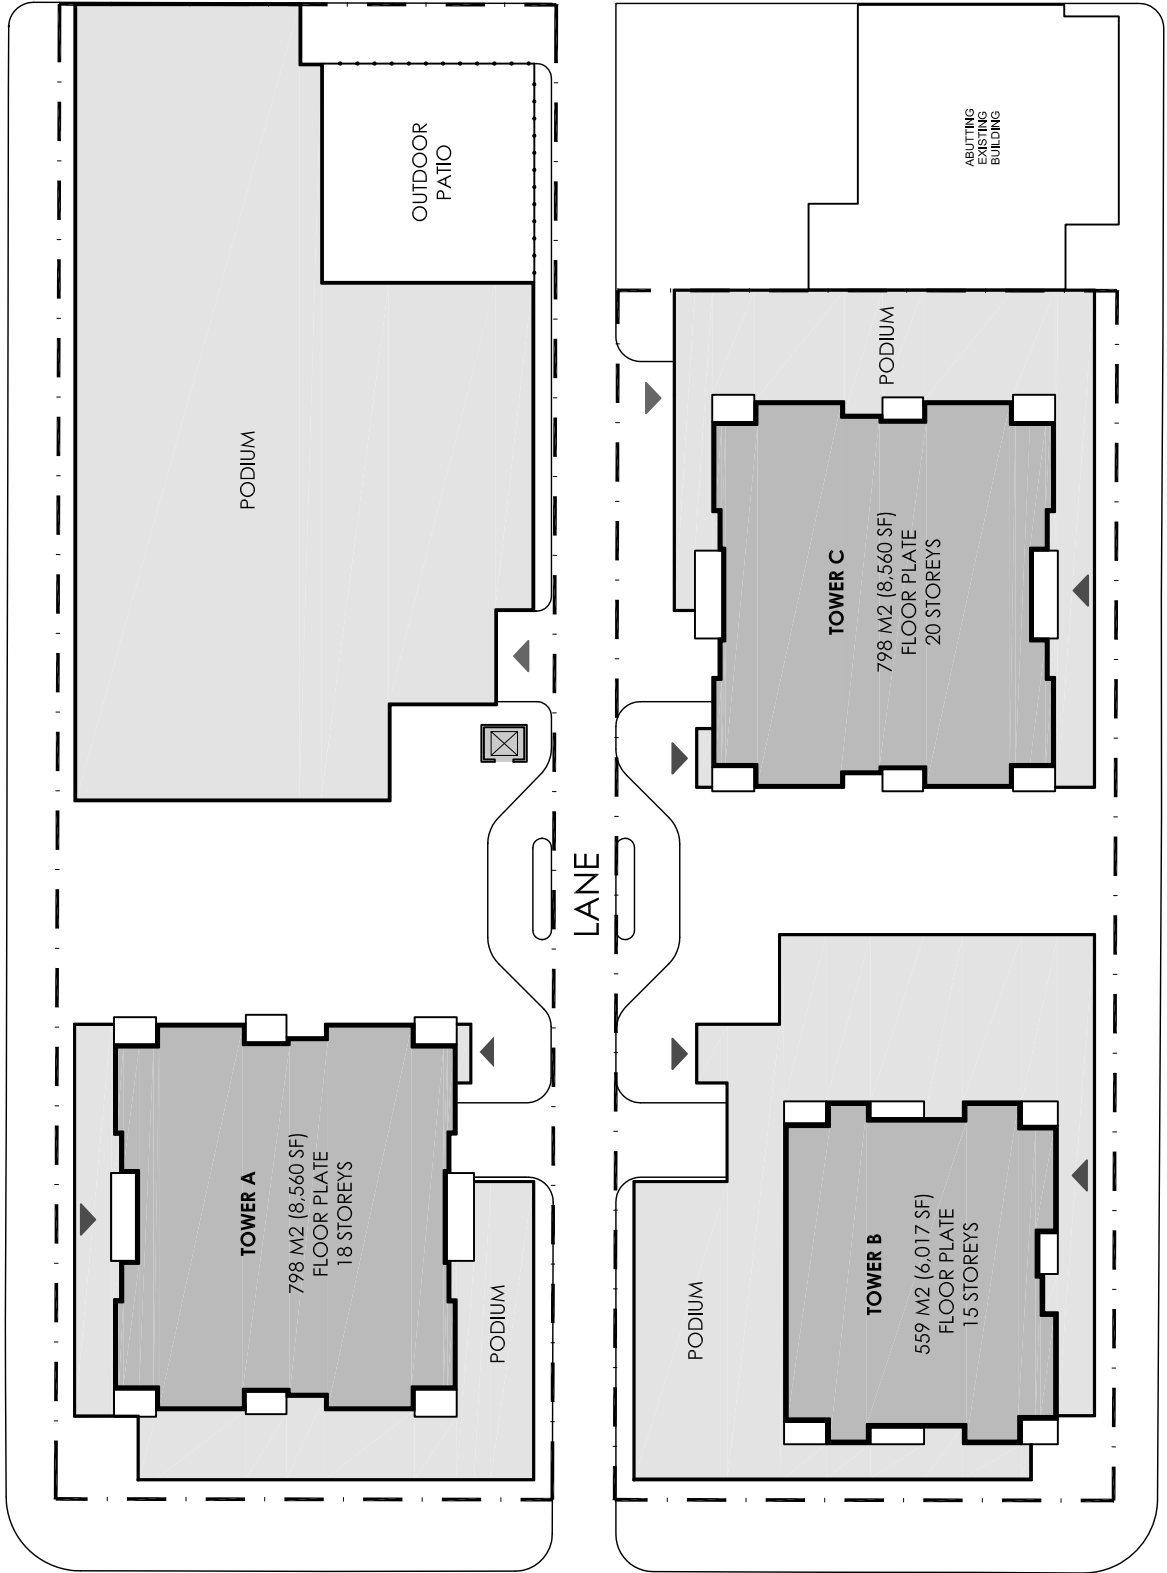 OUTDOOR
PATIO
ABUTTING
EXISTING
BUILDING
PODIUM
PODIUM
TOWER C
798 M2 (8,560 SF)
FLOOR PLATE
20 STOREYS
LANE
TOWER A
798 M2 (8,560 SF)
FLOOR PLATE
18 STOREYS
PODIUM
TOWER B
559 M2 (6,017 SF)
FLOOR PLATE
15 STOREYS
PODIUM